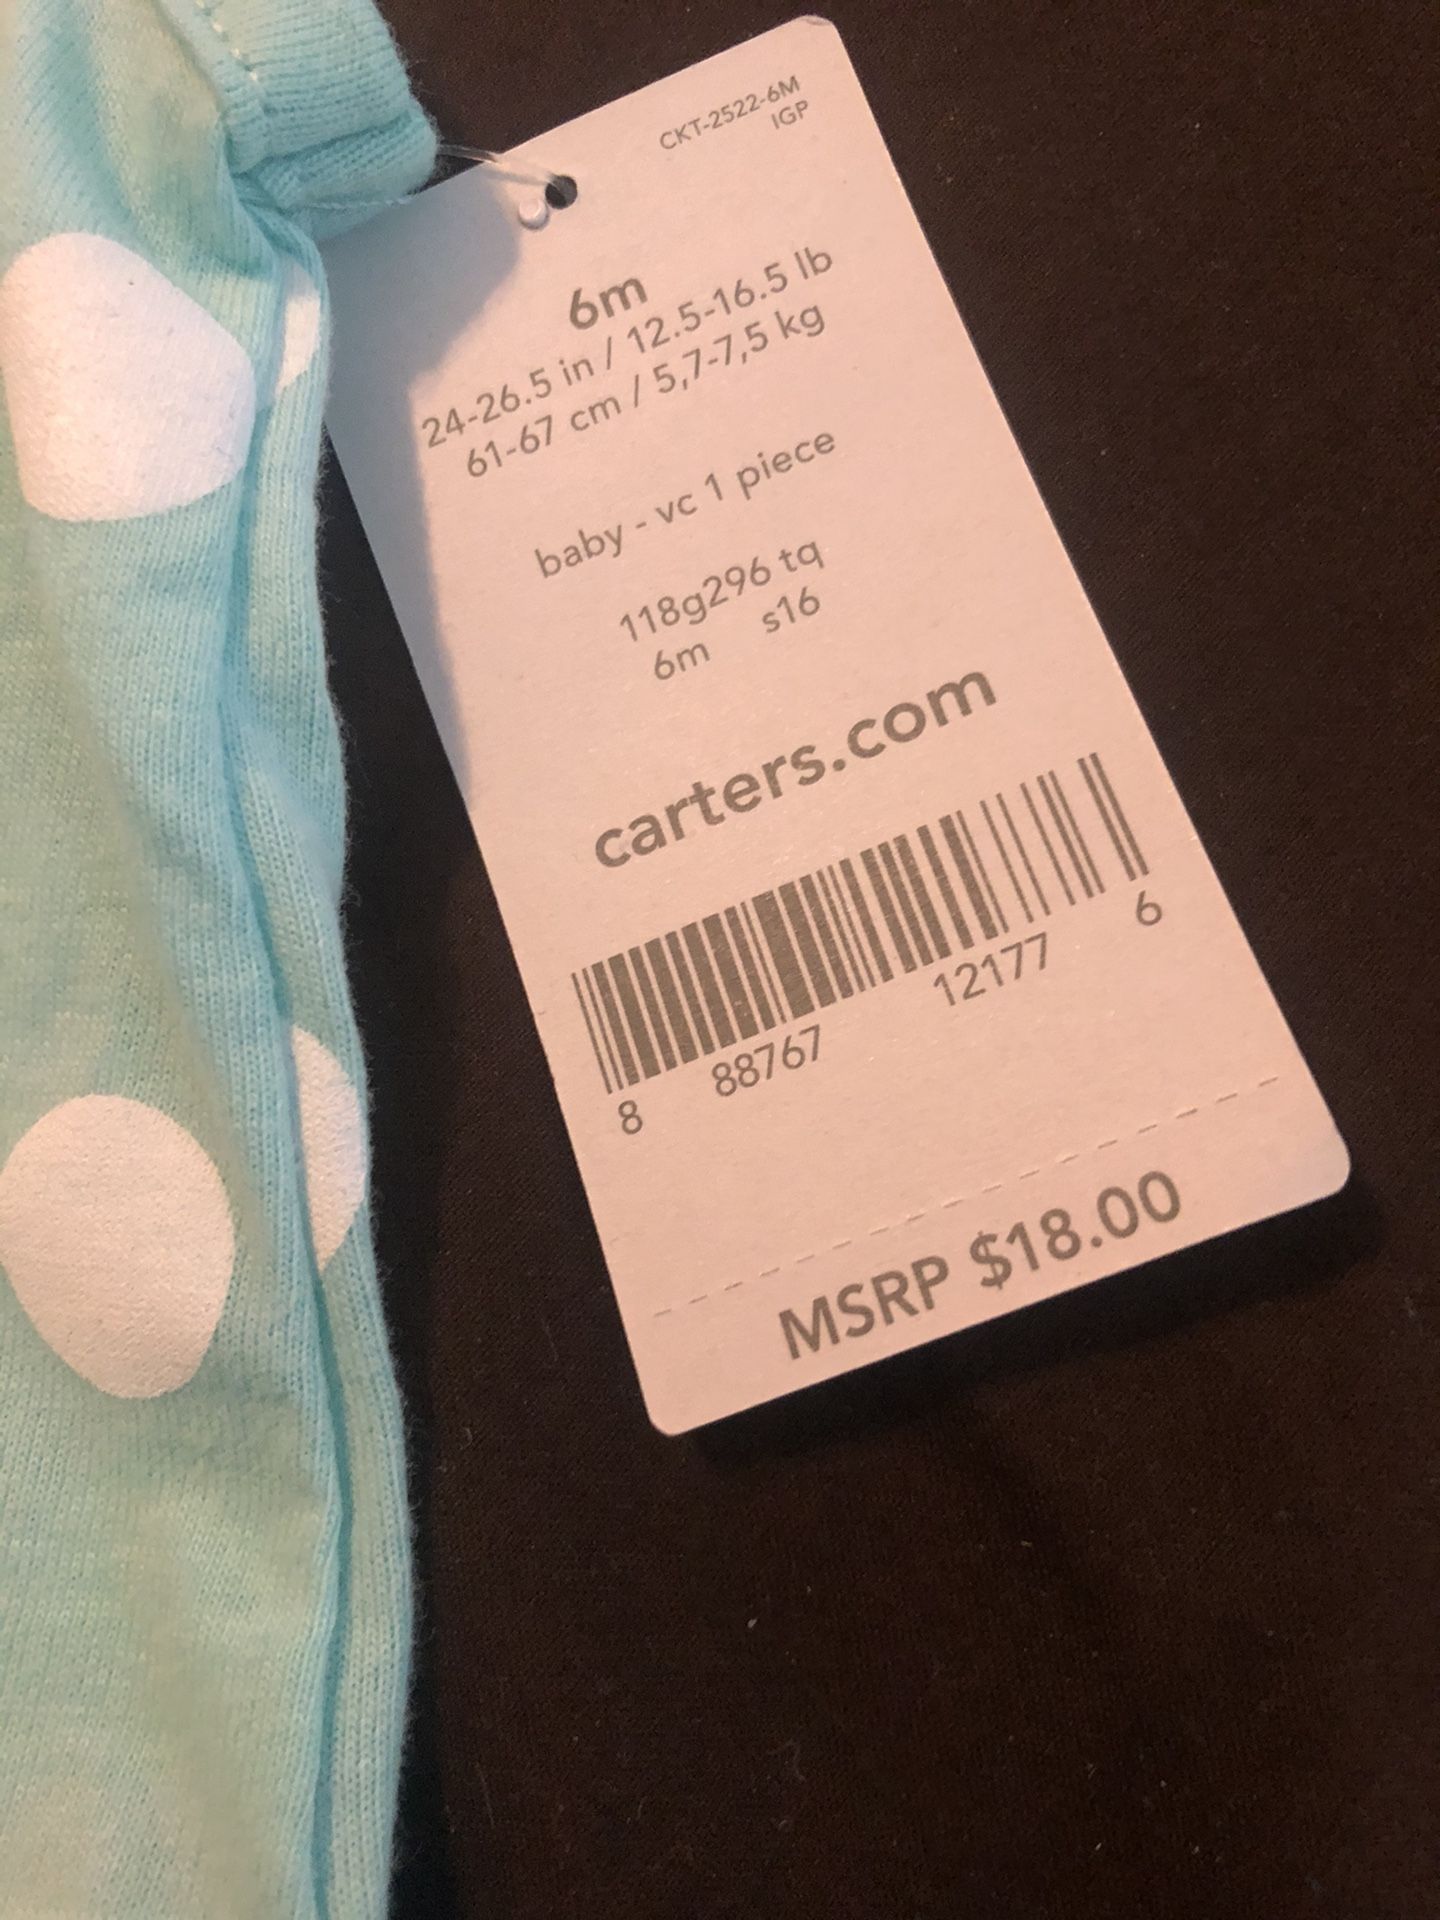 CKT-2522-6M
IGP
6m
24-26.5 in / 12.5-16.5 lb
61-67 cm / 5,7-7,5 kg
baby - vc 1 piece
118g296 tq
6m s16
carters.com
8 88767 12177 6
MSRP $18.00